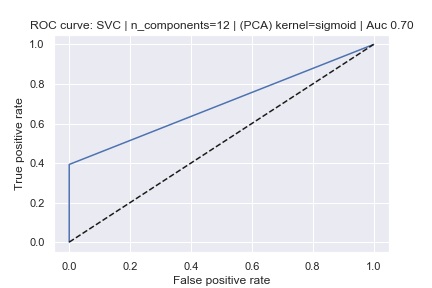 ROC curve: SVC | n_components=12 | (PCA) kernel=sigmoid | Auc 0.70
1.0
0.8
0.6
0.4
0.2
0.0
True positive rate
0.0 0.2 0.4 0.6 0.8 1.0
False positive rate